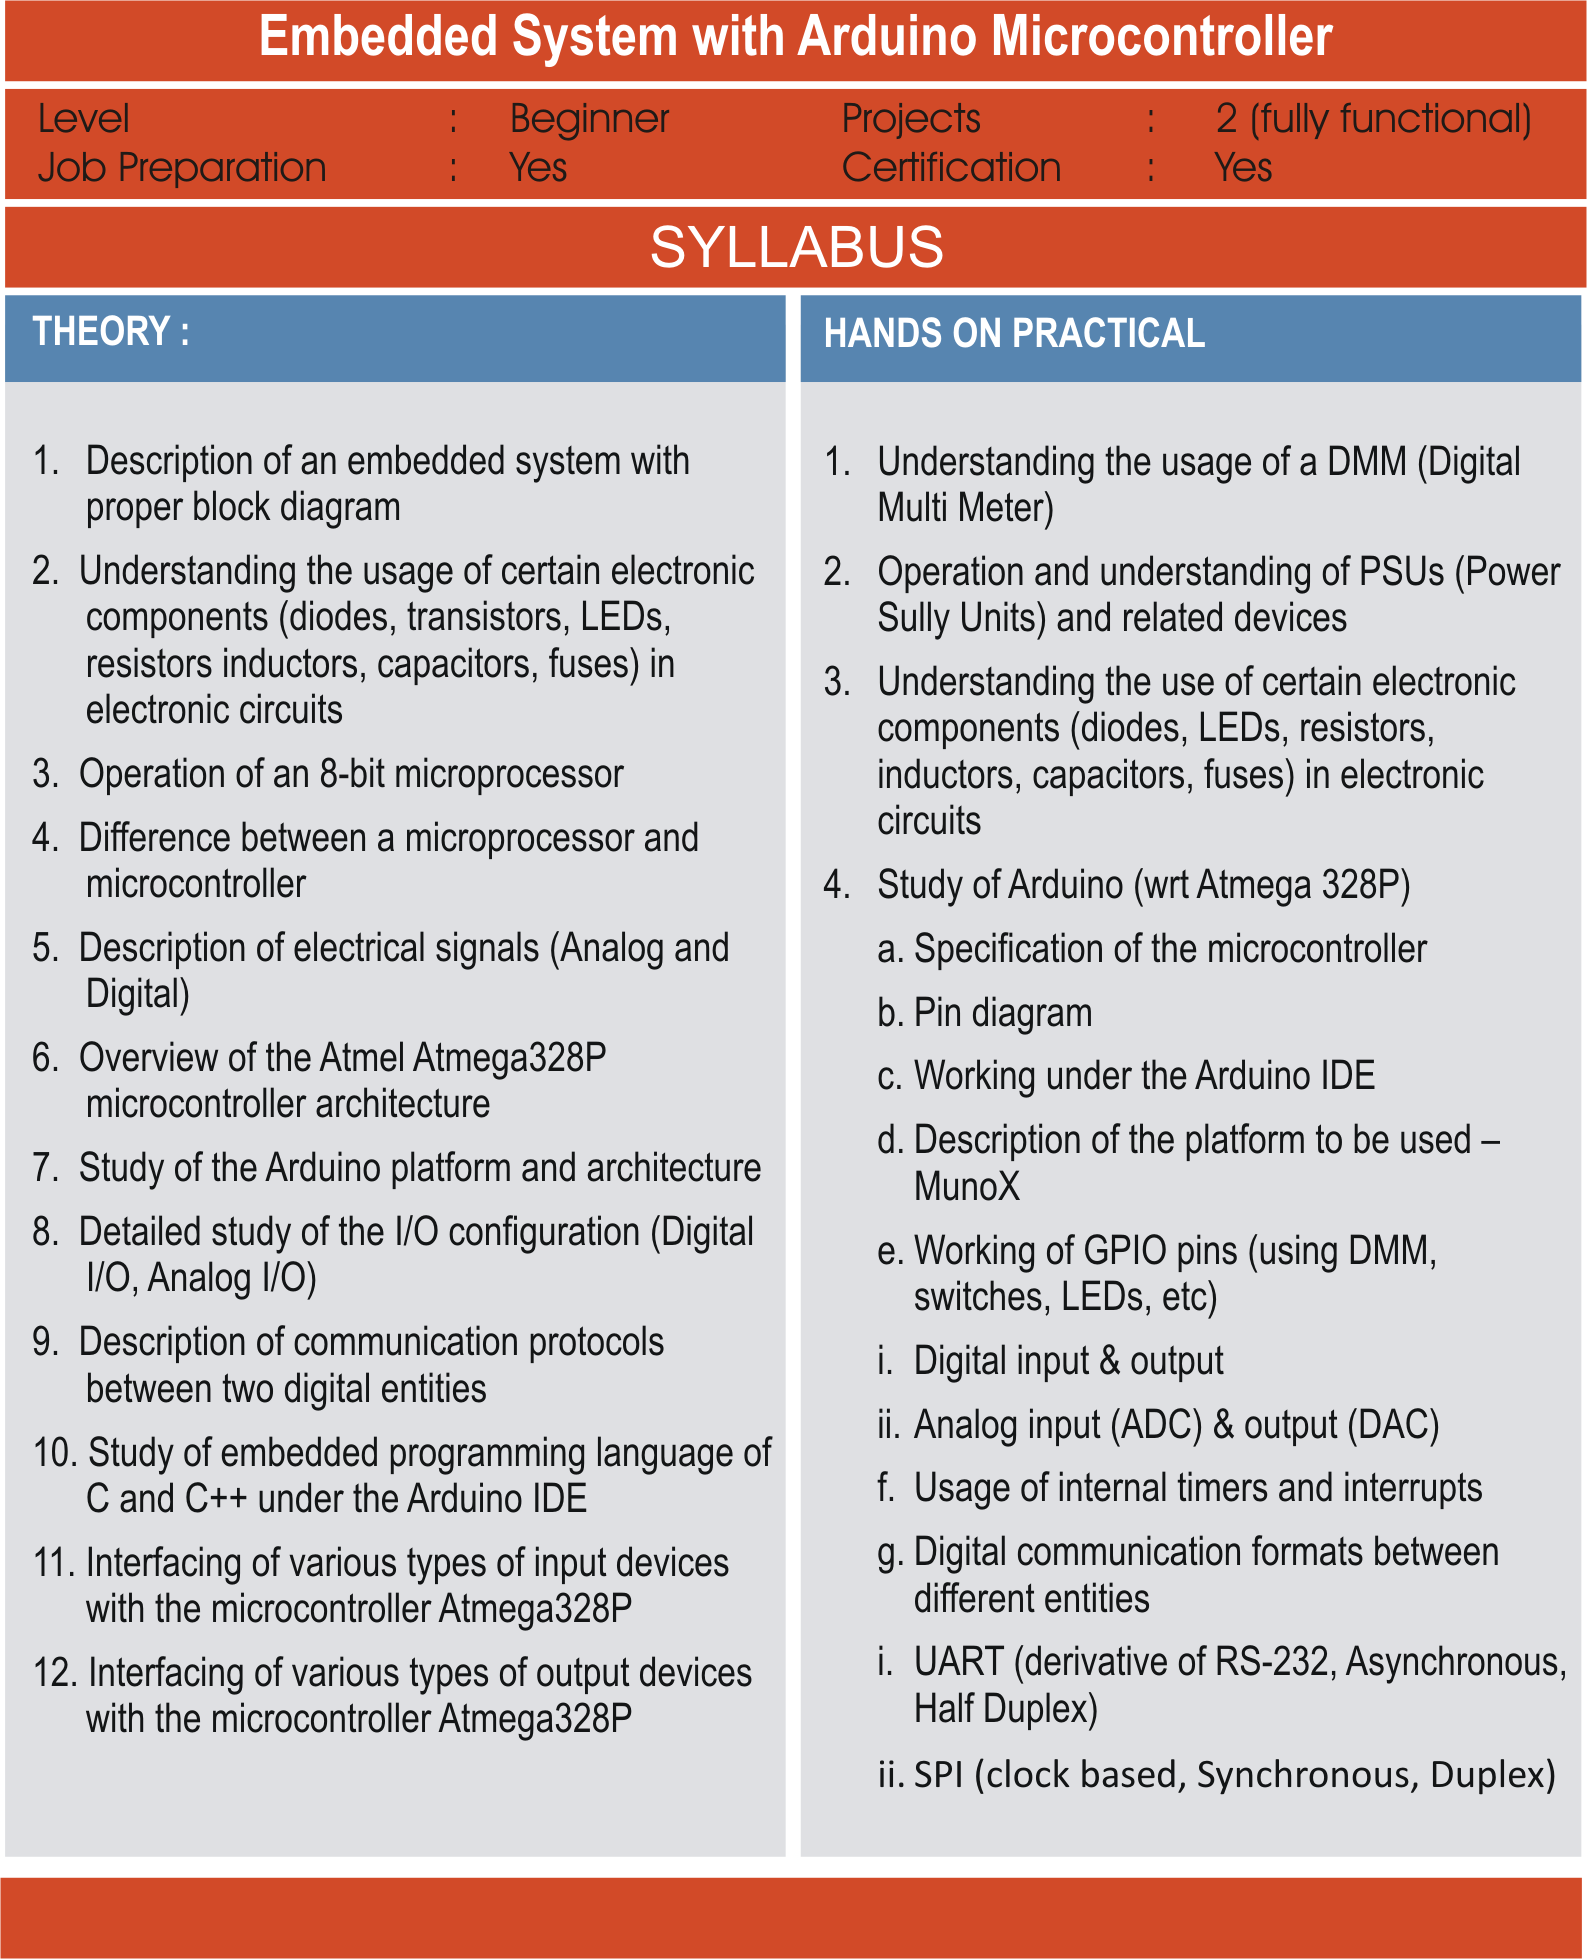 Embedded System with Arduino Microcontroller
Level : Beginner Projects : 2 (fully functional)
Job Preparation : Yes Certification : Yes
SYLLABUS
THEORY :
1. Description of an embedded system with
proper block diagram
2. Understanding the usage of certain electronic
components (diodes, transistors, LEDs,
resistors inductors, capacitors, fuses) in
electronic circuits
3. Operation of an 8-bit microprocessor
4. Difference between a microprocessor and
microcontroller
5. Description of electrical signals (Analog and
Digital)
6. Overview of the Atmel Atmega328P
microcontroller architecture
7. Study of the Arduino platform and architecture
8. Detailed study of the I/O configuration (Digital
I/O, Analog I/O)
9. Description of communication protocols
between two digital entities
10. Study of embedded programming language of
C and C++ under the Arduino IDE
11. Interfacing of various types of input devices
with the microcontroller Atmega328P
12. Interfacing of various types of output devices
with the microcontroller Atmega328P
HANDS ON PRACTICAL
1. Understanding the usage of a DMM (Digital
Multi Meter)
2. Operation and understanding of PSUs (Power
Sully Units) and related devices
3. Understanding the use of certain electronic
components (diodes, LEDs, resistors,
inductors, capacitors, fuses) in electronic
circuits
4. Study of Arduino (wrt Atmega 328P)
a. Specification of the microcontroller
b. Pin diagram
c. Working under the Arduino IDE
d. Description of the platform to be used –
MunoX
e. Working of GPIO pins (using DMM,
switches, LEDs, etc)
i. Digital input & output
ii. Analog input (ADC) & output (DAC)
f. Usage of internal timers and interrupts
g. Digital communication formats between
different entities
i. UART (derivative of RS-232, Asynchronous,
Half Duplex)
ii. SPI (clock based, Synchronous, Duplex)